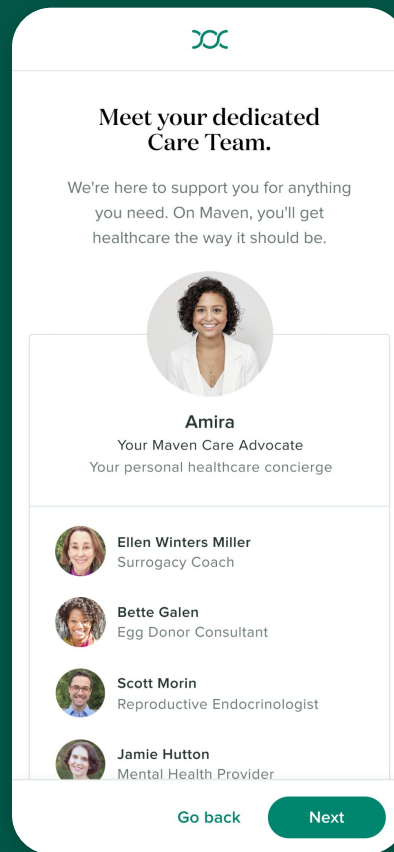 Meet your dedicated
Care Team.
We're here to support you for anything
you need. On Maven, you'll get
healthcare the way it should be.
Amira
Your Maven Care Advocate
Your personal healthcare concierge
Ellen Winters Miller
Surrogacy Coach
Bette Galen
Egg Donor Consultant
Scott Morin
Reproductive Endocrinologist
Jamie Hutton
Mental Health Provider
Go back
Next